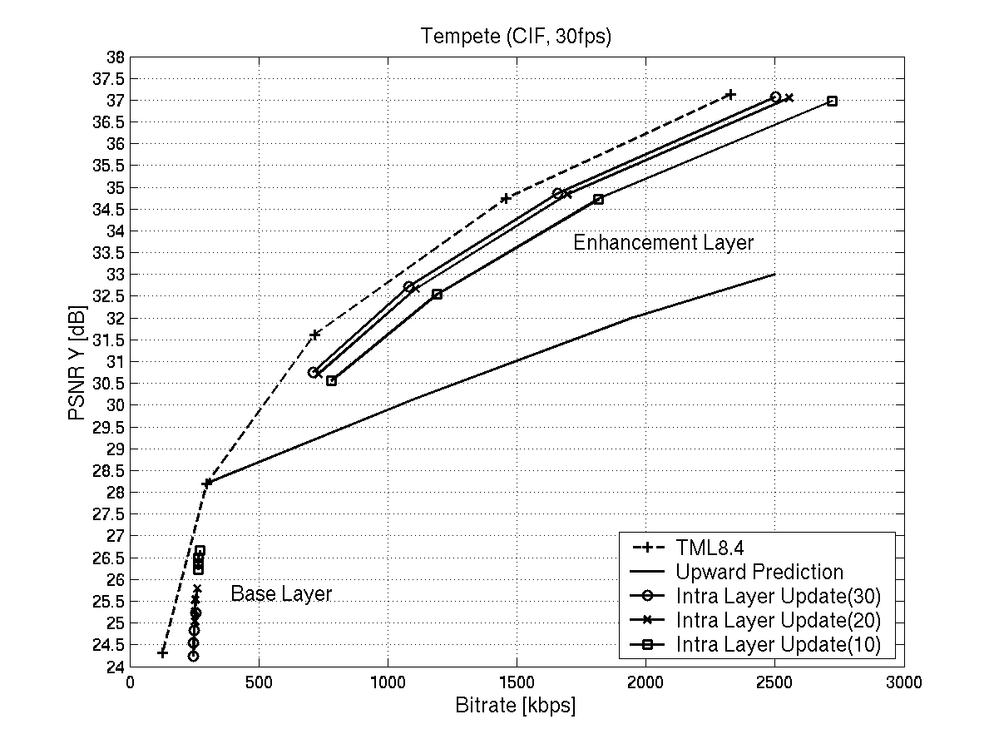 Tempete (CIF, 30fps)
38
37.5
37
36.5
36
35.5
35
34.5
34
33.5
33
32.5
32
31.5
31
30.5
30
29.5
29
28.5
28
27.5
27
26.5
26
25.5
25
24.5
24
PSNR Y [dB]
Enhancement Layer
Base Layer
TML8.4
Upward Prediction
Intra Layer Update(30)
Intra Layer Update(20)
Intra Layer Update(10)
0 500 1000 1500 2000 2500 3000
Bitrate [kbps]